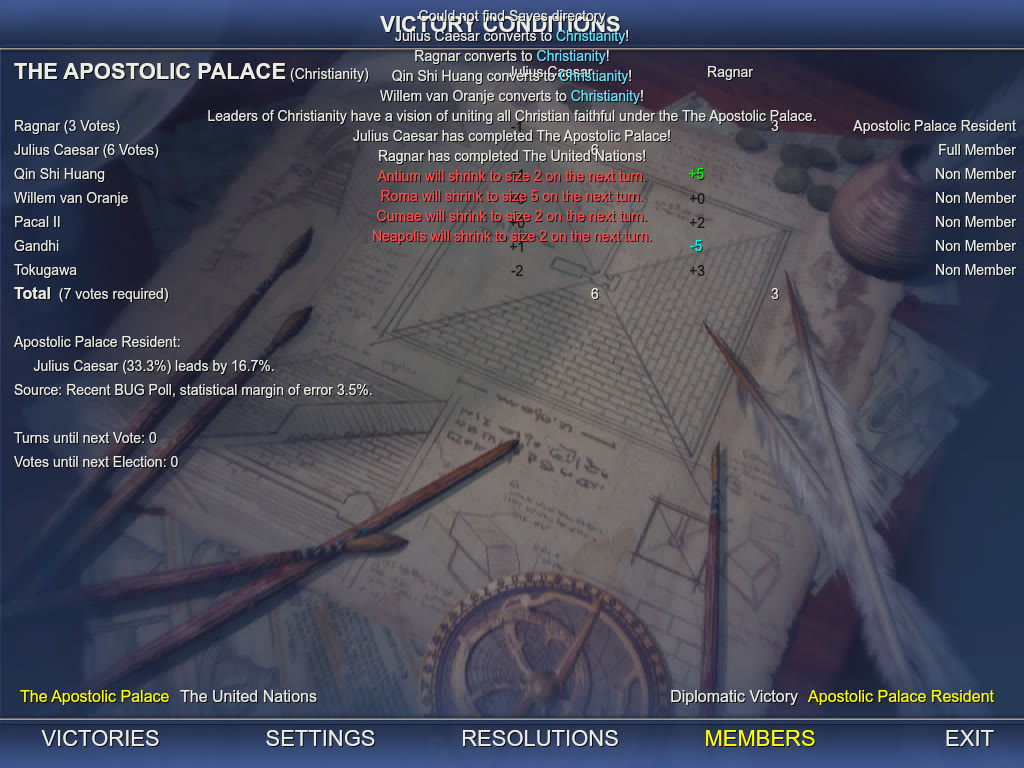 Could not find Saves directory
VICTORY CONDITIONS
Julius Caesar converts to Christianity!
Ragnar converts to Christianity!
THE APOSTOLIC PALACE (Christianity) Julius Caesar Ragnar
Qin Shi Huang converts to Christianity!
Willem van Oranje converts to Christianity!
Leaders of Christianity have a vision of uniting all Christian faithful under the The Apostolic Palace.
Ragnar (3 Votes) -1 3 Apostolic Palace Resident
Julius Caesar has completed The Apostolic Palace!
Julius Caesar (6 Votes) 6 Full Member
Ragnar has completed The United Nations!
Qin Shi Huang +5 Non Member
Antium will shrink to size 2 on the next turn.
Willem van Oranje +0 Non Member
Roma will shrink to size 5 on the next turn.
Pacal II +2 Non Member
Cumae will shrink to size 2 on the next turn.
Neapolis will shrink to size 2 on the next turn.
Gandhi +1 -5 Non Member
Tokugawa -2 +3 Non Member
Total (7 votes required) 6 3
Apostolic Palace Resident:
Julius Caesar (33.3%) leads by 16.7%.
Source: Recent BUG Poll, statistical margin of error 3.5%.
Turns until next Vote: 0
Votes until next Election: 0
The Apostolic Palace The United Nations Diplomatic Victory Apostolic Palace Resident
VICTORIES SETTINGS RESOLUTIONS MEMBERS EXIT